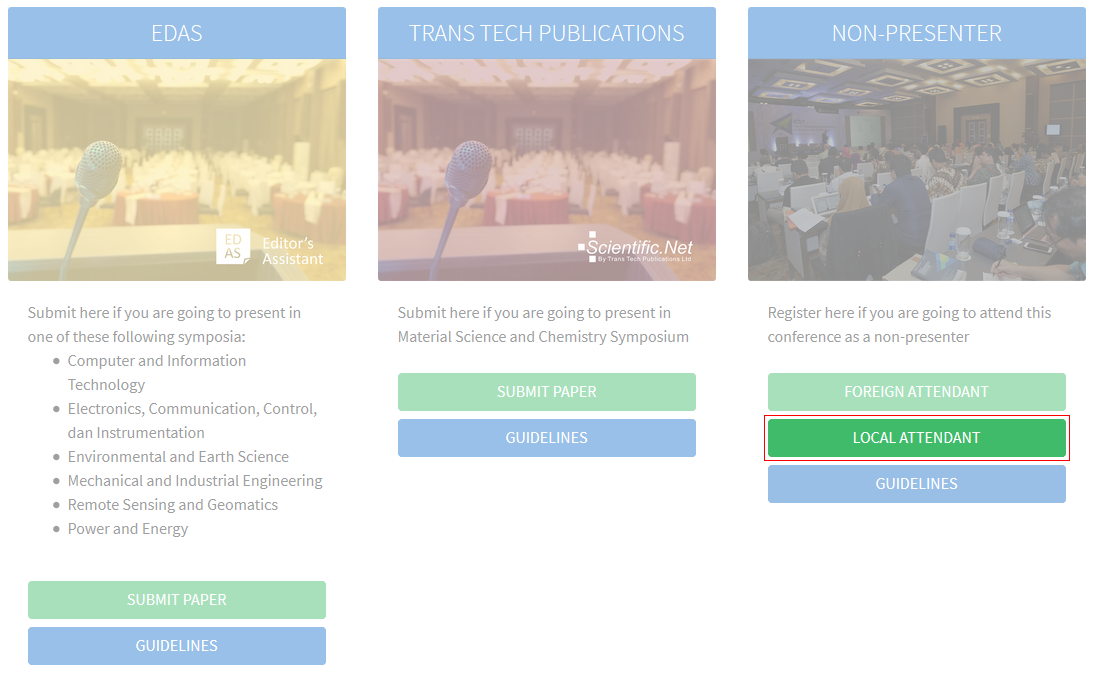 EDAS
ED
AS
Editor's
Assistant
Submit here if you are going to present in
one of these following symposia:
Computer and Information
Technology
Electronics, Communication, Control,
dan Instrumentation
Environmental and Earth Science
Mechanical and Industrial Engineering
Remote Sensing and Geomatics
Power and Energy
SUBMIT PAPER
GUIDELINES
TRANS TECH PUBLICATIONS
Scientific.Net
By Trans Tech Publications Ltd
Submit here if you are going to present in
Material Science and Chemistry Symposium
SUBMIT PAPER
GUIDELINES
NON-PRESENTER
Register here if you are going to attend this
conference as a non-presenter
FOREIGN ATTENDANT
LOCAL ATTENDANT
GUIDELINES